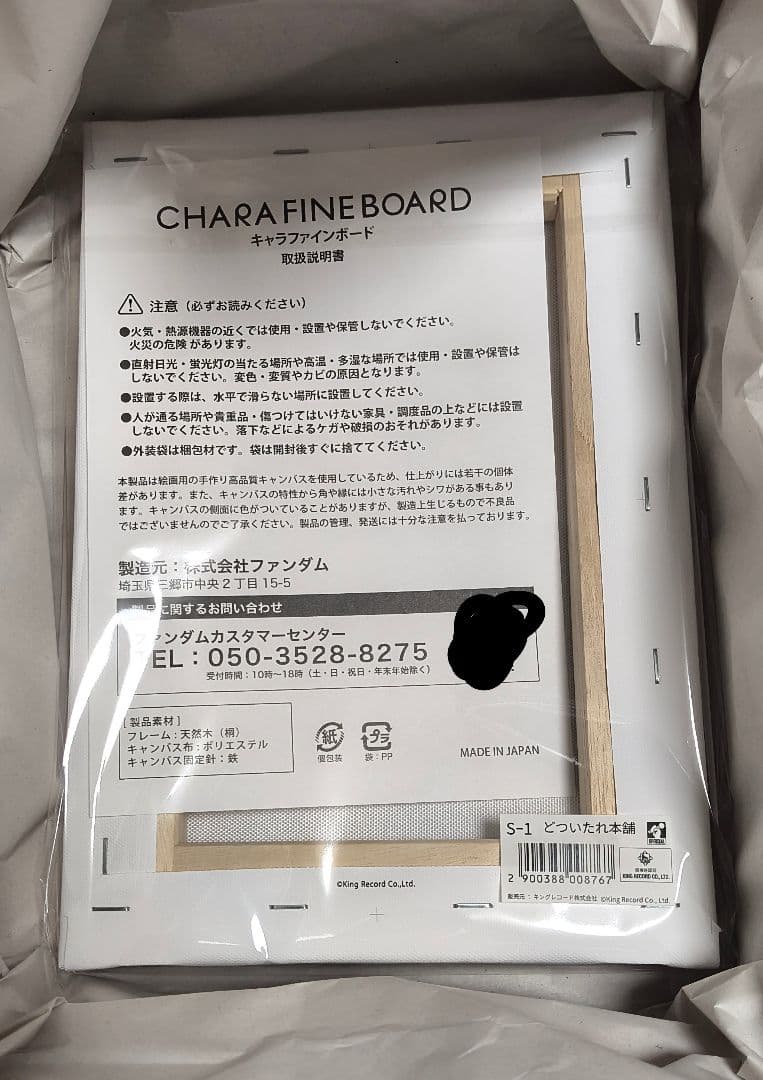 CHARA FINE BOARD
キャラファインボード
取扱説明書
注意（必ずお読みください）
●火気・熱源機器の近くでは使用・設置や保管しないでください。
火災の危険があります。
●直射日光・蛍光灯の当たる場所や高温・多湿な場所では使用・設置や保管は
しないでください。変色・変質やカビの原因となります。
●設置する際は、水平で滑らない場所に設置してください。
●人が通る場所や貴重品・傷つけてはいけない家具・調度品の上などには設置
しないでください。落下などによるケガや破損のおそれがあります。
●外装袋は梱包材です。袋は開封後すぐに捨ててください。
本製品は絵画用の手作り高品質キャンバスを使用しているため、仕上がりには若干の個体
差があります。また、キャンバスの特性から角や縁には小さな汚れやシワがある事もあり
ます。キャンバスの側面に色がついていることがありますが、製造上生じるもので不良品
ではございませんのでご了承ください。製品の管理、発送には十分な注意を払っております。
製造元：株式会社ファンダム
埼玉県三郷市中央2丁目15-5
製品に関するお問い合わせ
ファンダムカスタマーセンター
TEL：050-3528-8275
受付時間：10時～18時（土・日・祝日・年末年始除く）
[製品素材]
フレーム：天然木（桐）
キャンバス布：ポリエステル
キャンバス固定針：鉄
紙
個包装
プラ
袋：PP
MADE IN JAPAN
S-1 どついたれ本舗
OFFICIAL
2 900388 008767
KING RECORD CO., LTD.
販売元：キングレコード株式会社 ©King Record Co., Ltd.
©King Record Co.,Ltd.